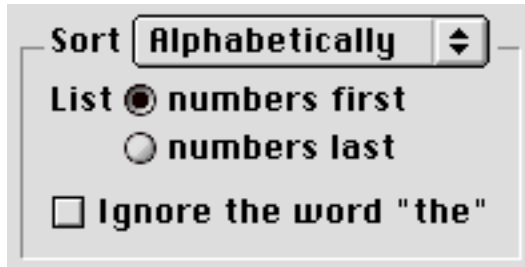 Sort Alphabetically
List numbers first
numbers last
Ignore the word "the"